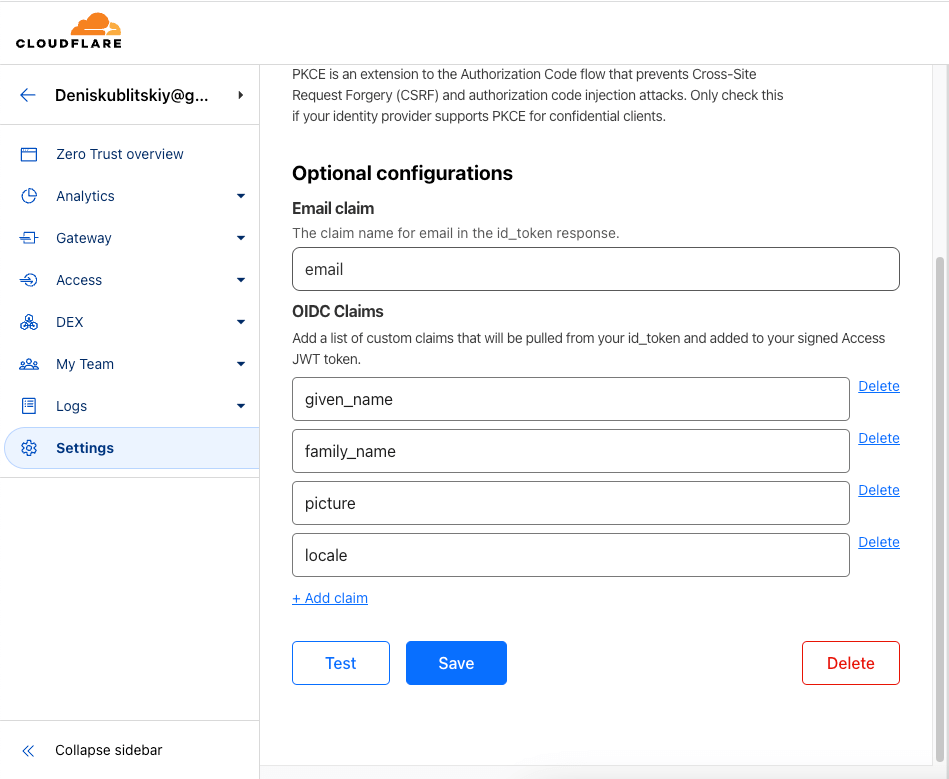 CLOUDFLARE
Deniskublitskiy@g...
Zero Trust overview
Analytics
Gateway
Access
DEX
My Team
Logs
Settings
Collapse sidebar
PKCE is an extension to the Authorization Code flow that prevents Cross-Site
Request Forgery (CSRF) and authorization code injection attacks. Only check this
if your identity provider supports PKCE for confidential clients.
Optional configurations
Email claim
The claim name for email in the id_token response.
email
OIDC Claims
Add a list of custom claims that will be pulled from your id_token and added to your signed Access
JWT token.
given_name Delete
family_name Delete
picture Delete
locale Delete
+ Add claim
Test Save Delete